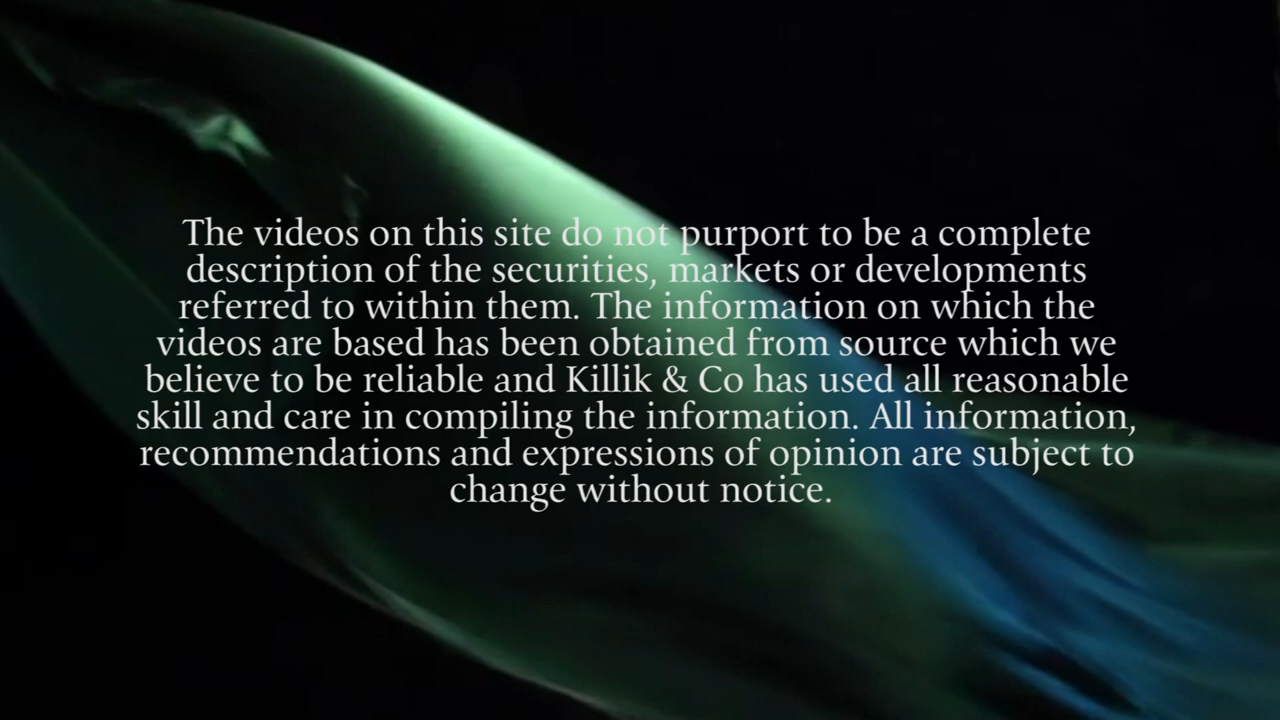 The videos on this site do not purport to be a complete
description of the securities, markets or developments
referred to within them. The information on which the
videos are based has been obtained from source which we
believe to be reliable and Killik & Co has used all reasonable
skill and care in compiling the information. All information,
recommendations and expressions of opinion are subject to
change without notice.